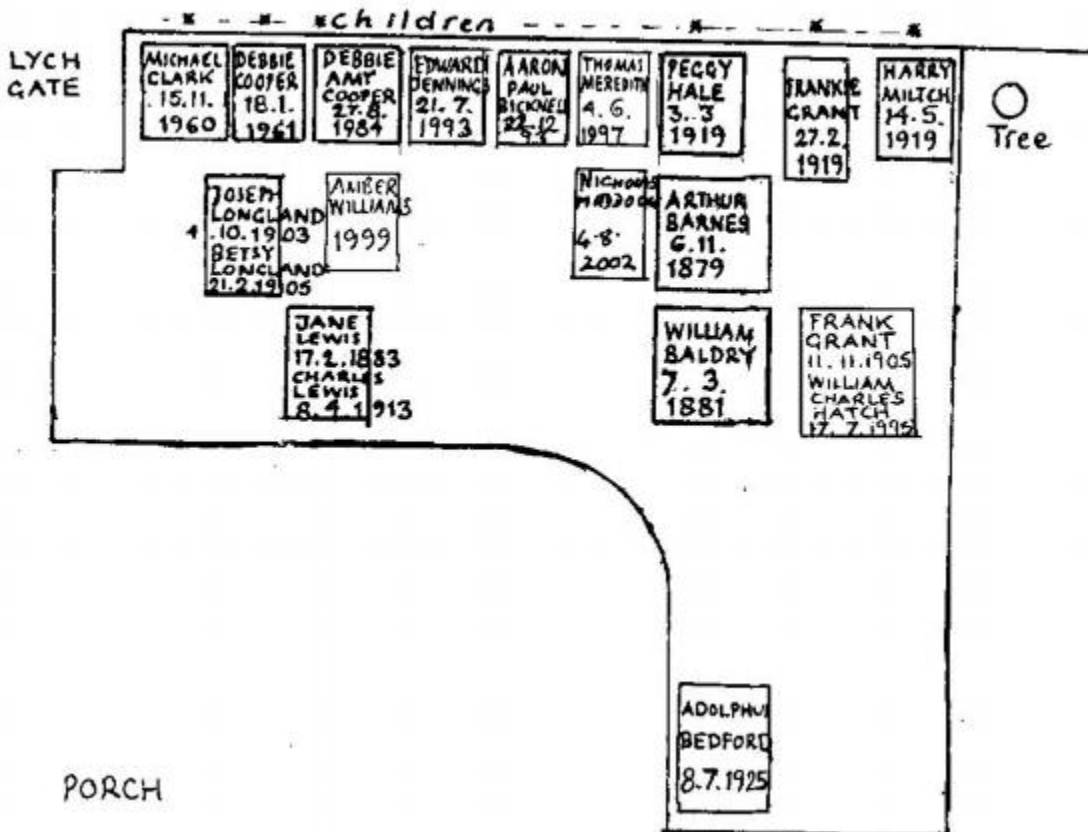 children
LYCH
GATE
MICHAEL
CLARK
.15.11.
1960
DEBBIE
COOPER
18.1.
1961
DEBBIE
AMY
COOPER
27.8.
1984
EDWARD
JENNINGS
21.7.
1993
AARON
PAUL
BICKNELL
THOMAS
MEREDITH
4.6.
1997
PEGGY
HALE
3.3
1919
FRANKIE
GRANT
27.2.
1919
HARRY
MILTCH
14.5.
1919
Tree
JOSEPH
LONGLAND
4.10.1903
BETSY
LONGLAND
21.2.1905
AMBER
WILLIAMS
1999
4.8.
2002
ARTHUR
BARNES
6.11.
1879
JANE
LEWIS
17.2.1883
CHARLES
LEWIS
8.4.1913
WILLIAM
BALDRY
7.3.
1881
FRANK
GRANT
11.11.1905
WILLIAM
CHARLES
HATCH
17.7.1995
ADOLPHUS
BEDFORD
8.7.1925
PORCH